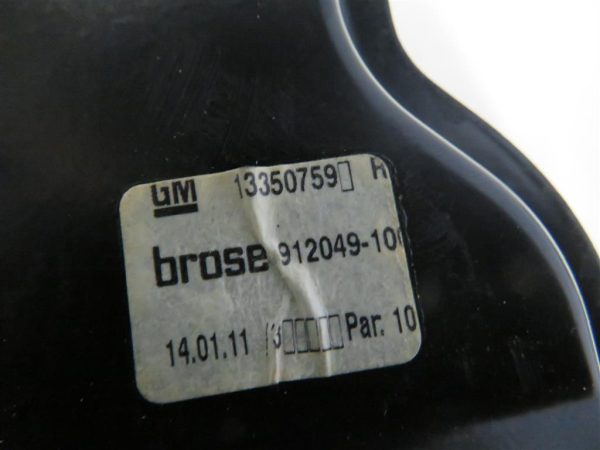 GM 13350759▯ R
brose 912049-10
14.01.11 ▯▯▯▯▯ Par. 10